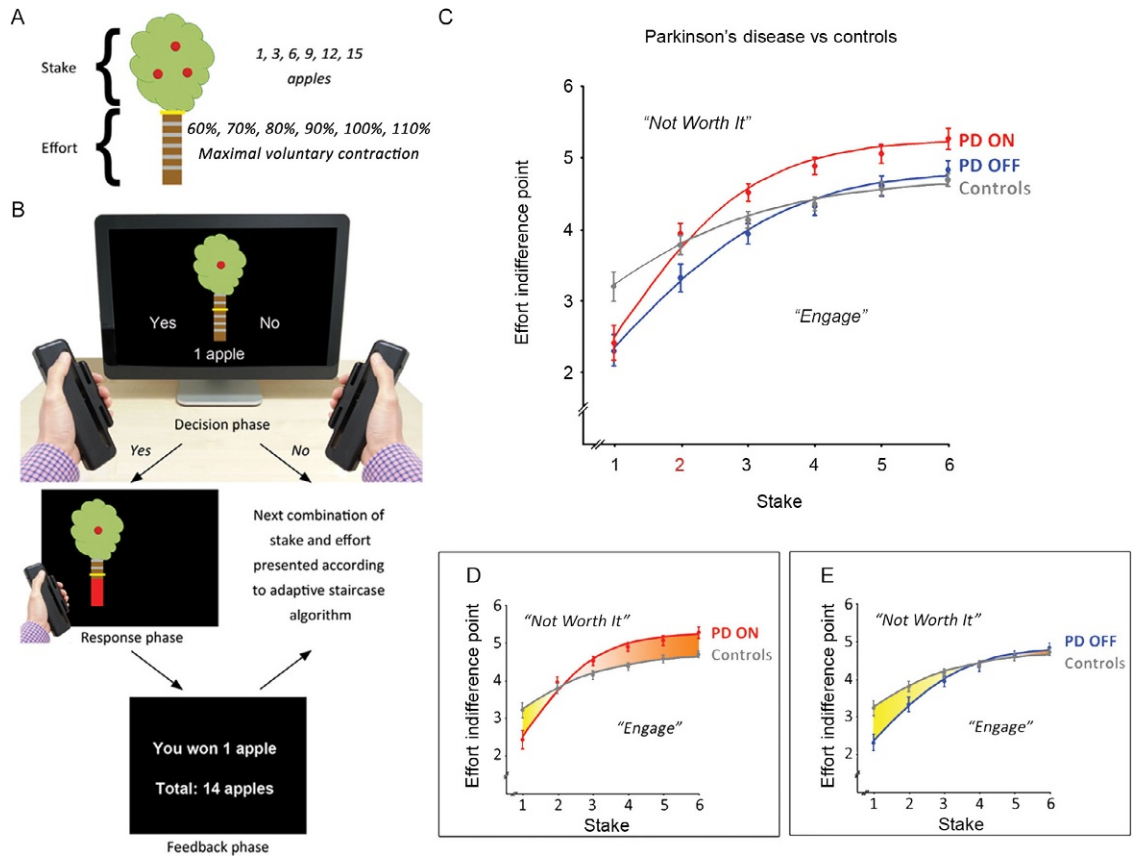 A
Stake
1, 3, 6, 9, 12, 15
apples
Effort
60%, 70%, 80%, 90%, 100%, 110%
Maximal voluntary contraction
B
Yes
No
1 apple
Decision phase
Yes
No
Next combination of
stake and effort
presented according
to adaptive staircase
algorithm
Response phase
You won 1 apple
Total: 14 apples
Feedback phase
C
Parkinson's disease vs controls
Effort indifference point
6
5
4
3
2
"Not Worth It"
PD ON
PD OFF
Controls
"Engage"
1 2 3 4 5 6
Stake
D
Effort indifference point
6
5
4
3
2
"Not Worth It"
PD ON
Controls
"Engage"
1 2 3 4 5 6
Stake
E
Effort indifference point
6
5
4
3
2
"Not Worth It"
PD OFF
Controls
"Engage"
1 2 3 4 5 6
Stake